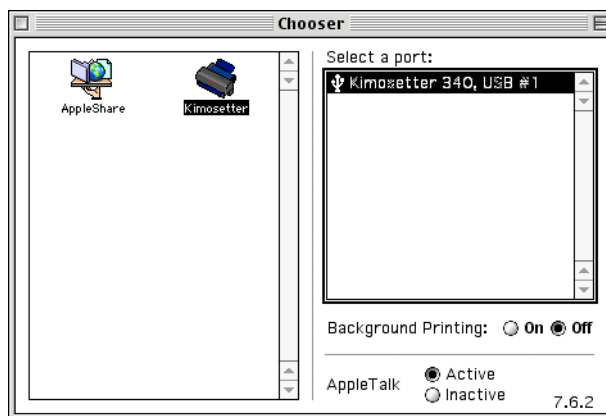 Chooser
AppleShare
Kimosetter
Select a port:
Kimosetter 340, USB #1
Background Printing: On Off
AppleTalk
Active
Inactive
7.6.2